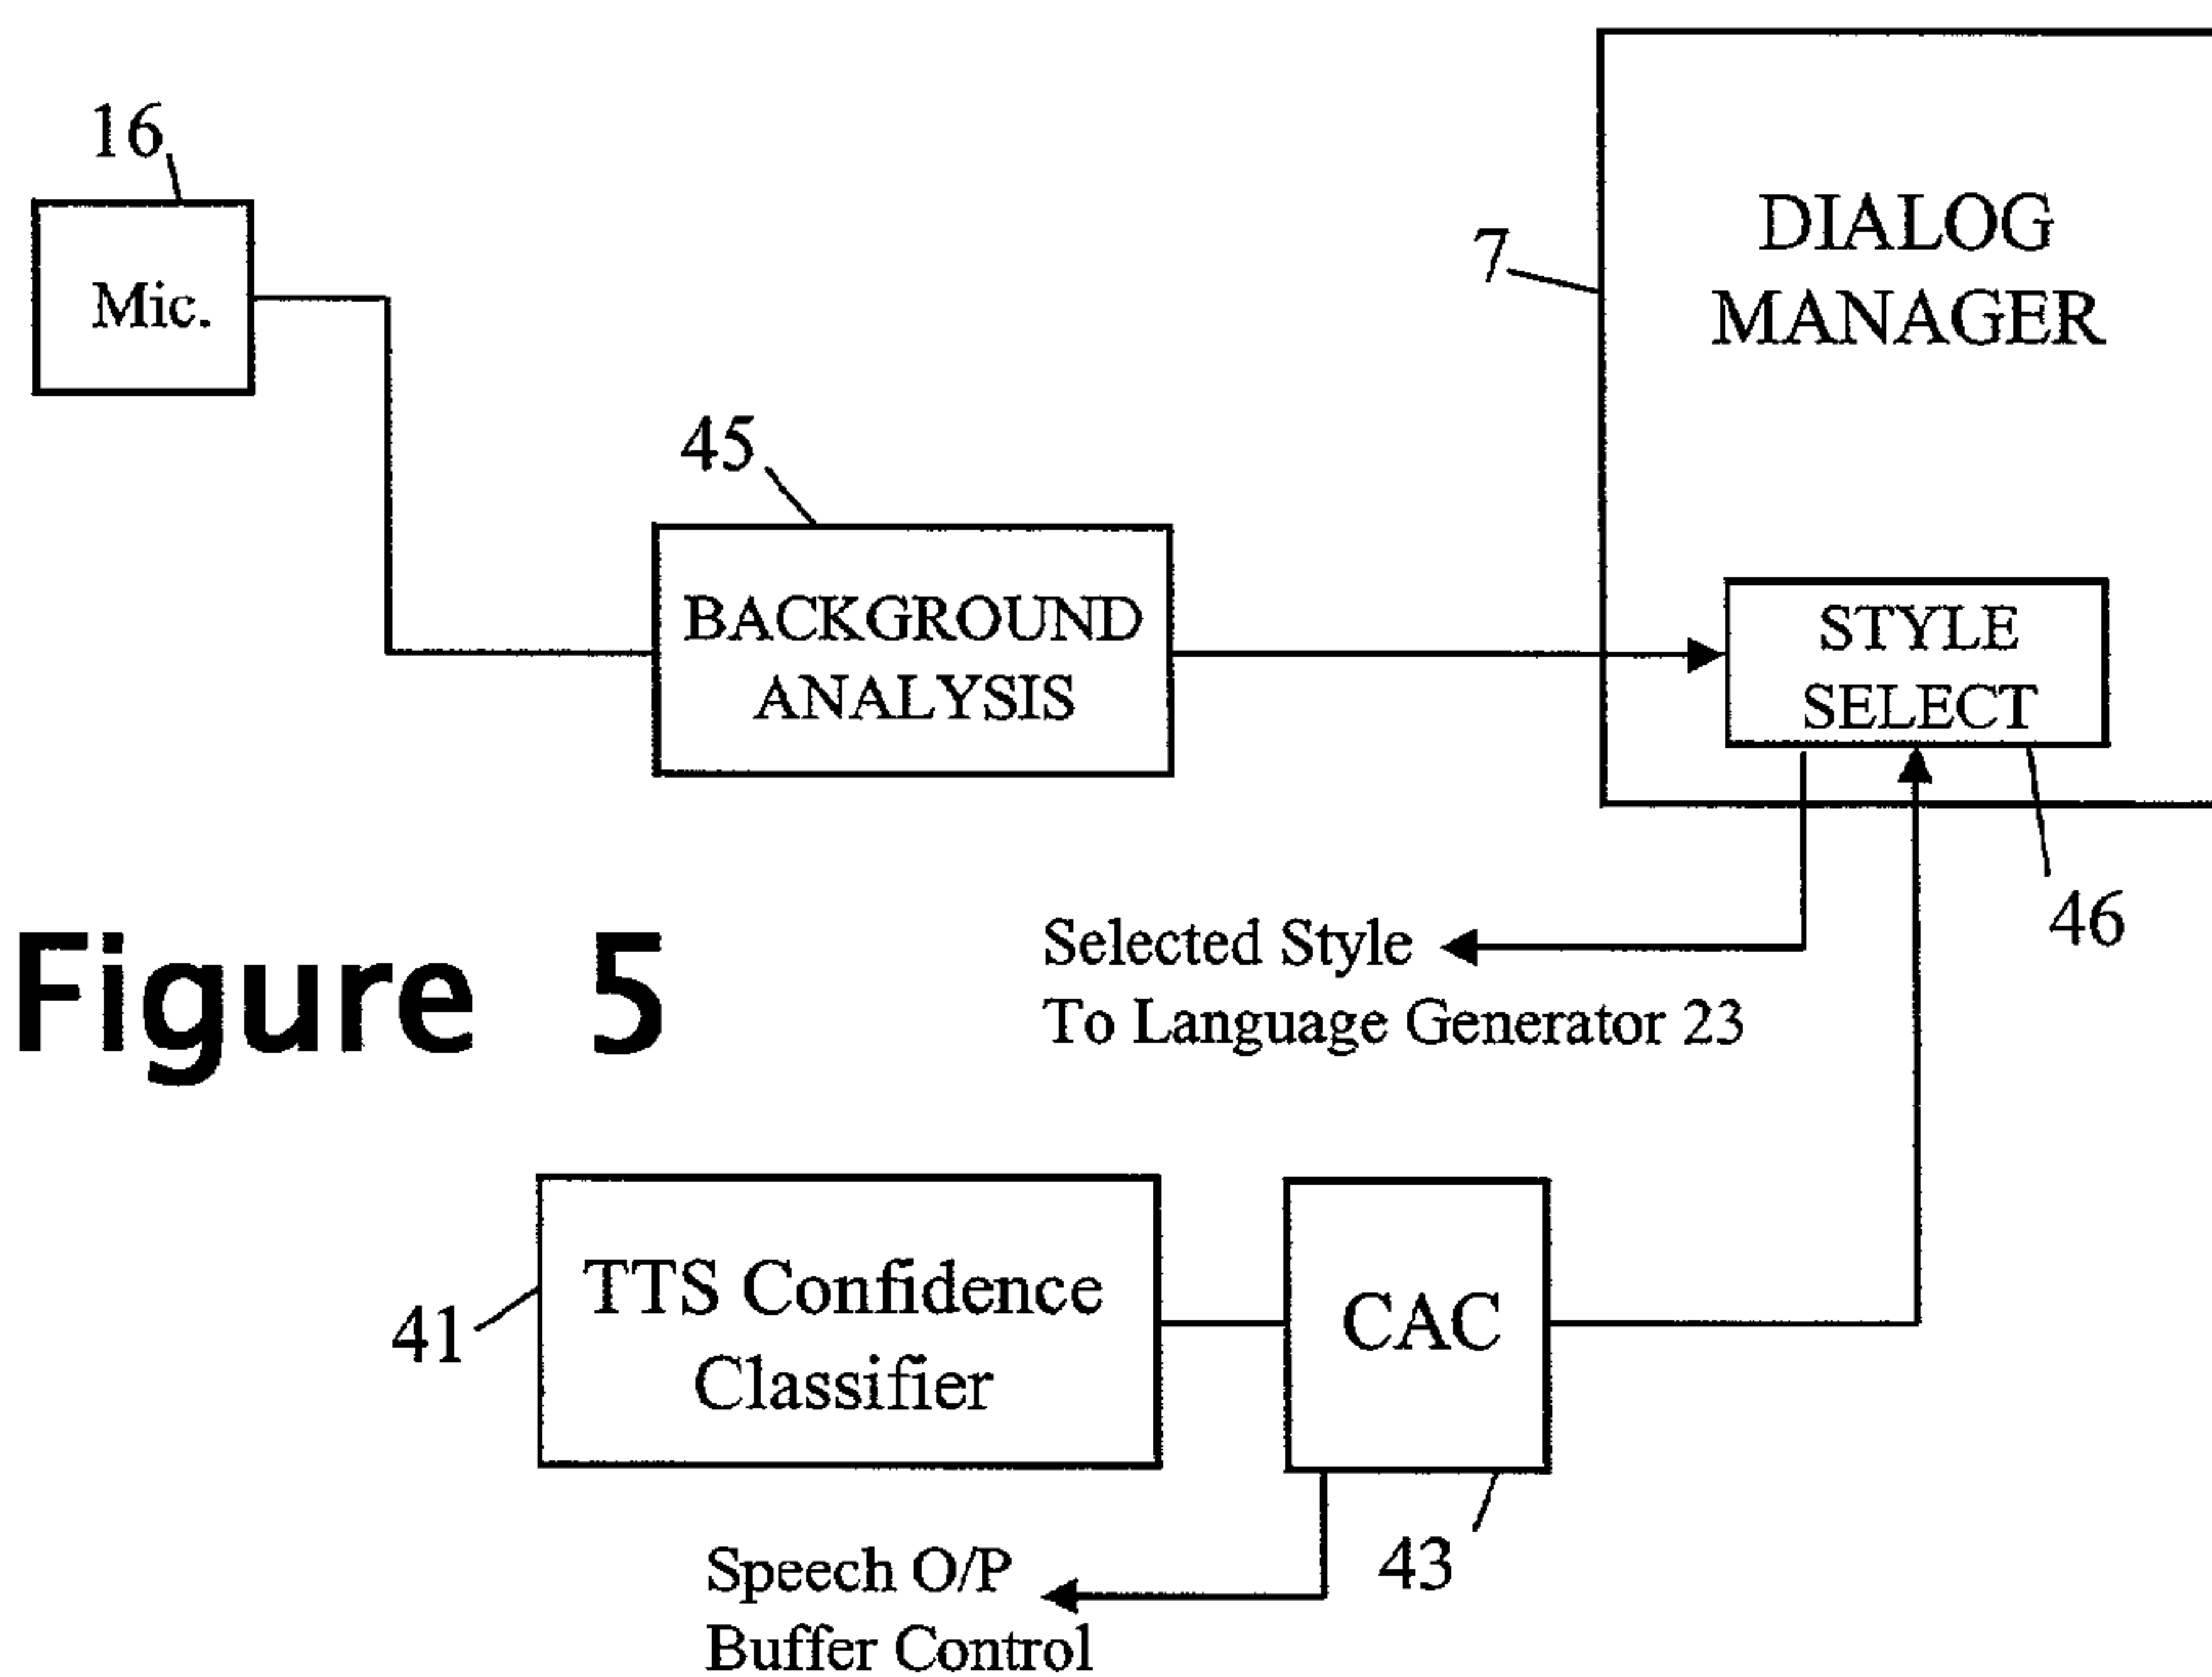 16
Mic.
DIALOG
MANAGER
7
45
BACKGROUND
ANALYSIS
STYLE
SELECT
46
Selected Style
To Language Generator 23
Figure 5
TTS Confidence
Classifier
41
CAC
43
Speech O/P
Buffer Control